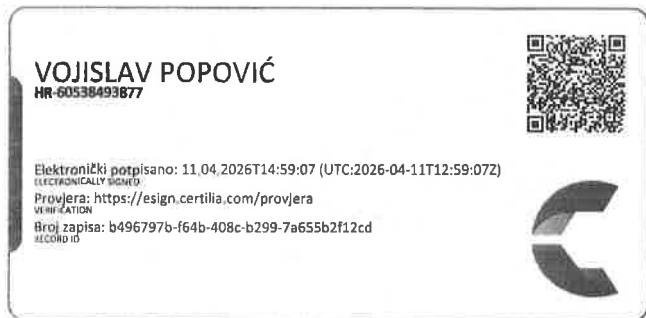 VOJISLAV POPOVIĆ
HR-60538493877
Elektronički potpisano: 11.04.2026T14:59:07 (UTC:2026-04-11T12:59:07Z)
ELECTRONICALLY SIGNED
Provjera: https://esign.certilia.com/provjera
VERIFICATION
Broj zapisa: b496797b-f64b-408c-b299-7a655b2f12cd
RECORD ID